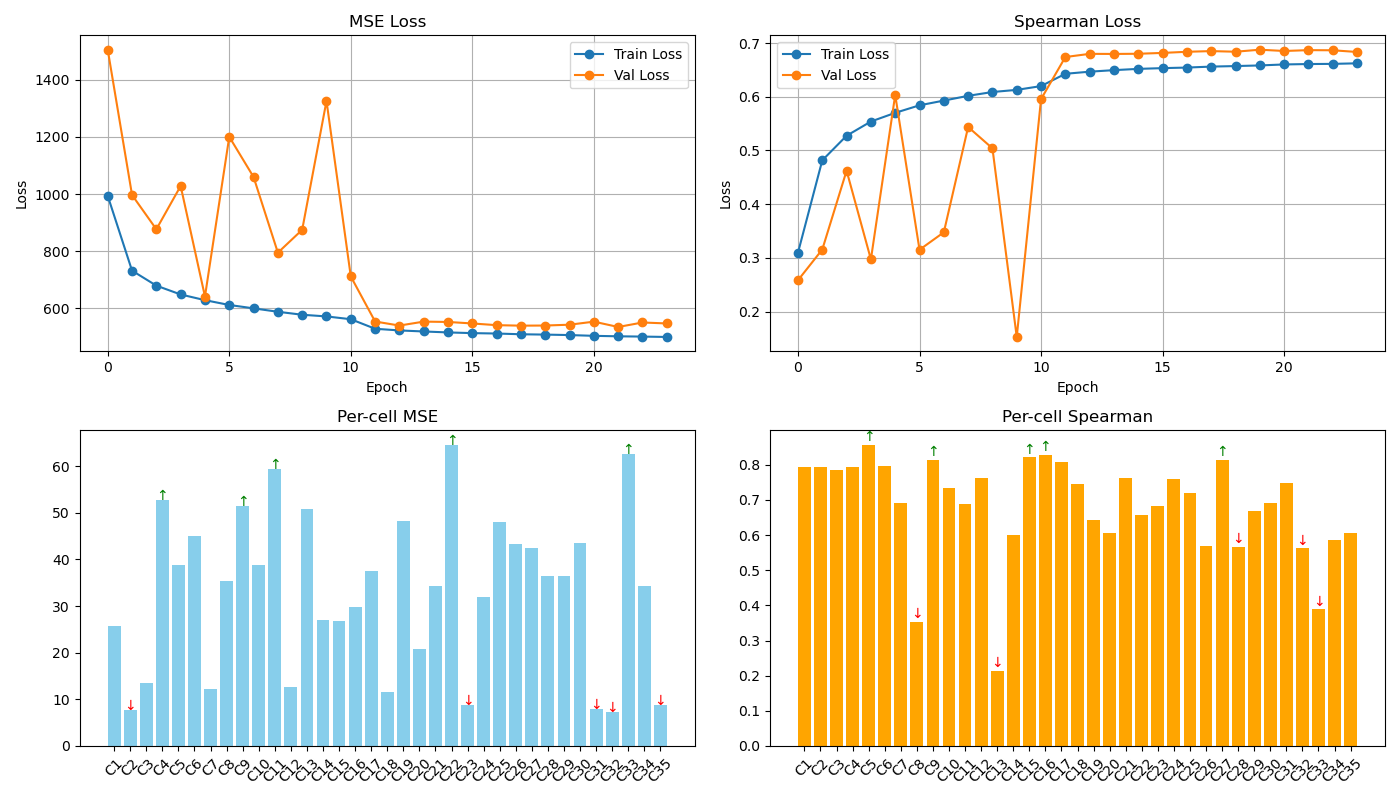 MSE Loss
Train Loss
Val Loss
Loss
1400
1200
1000
800
600
0 5 10 15 20
Epoch
Spearman Loss
Train Loss
Val Loss
Loss
0.7
0.6
0.5
0.4
0.3
0.2
0 5 10 15 20
Epoch
Per-cell MSE
60
50
40
30
20
10
0
↑ ↑ ↑ ↑ ↑
↓ ↓ ↓ ↓ ↓
C1 C2 C3 C4 C5 C6 C7 C8 C9 C10 C11 C12 C13 C14 C15 C16 C17 C18 C19 C20 C21 C22 C23 C24 C25 C26 C27 C28 C29 C30 C31 C32 C33 C34 C35
Per-cell Spearman
0.8
0.7
0.6
0.5
0.4
0.3
0.2
0.1
0.0
↑ ↑ ↑ ↑ ↑
↓ ↓ ↓ ↓ ↓
C1 C2 C3 C4 C5 C6 C7 C8 C9 C10 C11 C12 C13 C14 C15 C16 C17 C18 C19 C20 C21 C22 C23 C24 C25 C26 C27 C28 C29 C30 C31 C32 C33 C34 C35